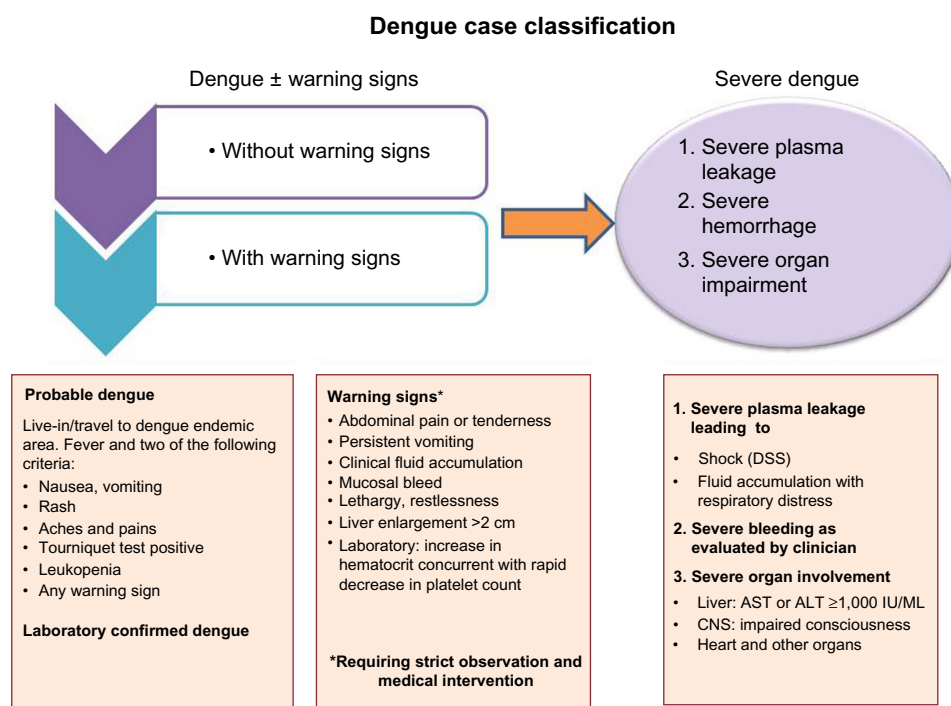 Dengue case classification
Dengue ± warning signs
• Without warning signs
• With warning signs
Severe dengue
1. Severe plasma
leakage
2. Severe
hemorrhage
3. Severe organ
impairment
Probable dengue
Live-in/travel to dengue endemic
area. Fever and two of the following
criteria:
• Nausea, vomiting
• Rash
• Aches and pains
• Tourniquet test positive
• Leukopenia
• Any warning sign
Laboratory confirmed dengue
Warning signs*
• Abdominal pain or tenderness
• Persistent vomiting
• Clinical fluid accumulation
• Mucosal bleed
• Lethargy, restlessness
• Liver enlargement >2 cm
• Laboratory: increase in
hematocrit concurrent with rapid
decrease in platelet count
*Requiring strict observation and
medical intervention
1. Severe plasma leakage
leading to
• Shock (DSS)
• Fluid accumulation with
respiratory distress
2. Severe bleeding as
evaluated by clinician
3. Severe organ involvement
• Liver: AST or ALT ≥1,000 IU/ML
• CNS: impaired consciousness
• Heart and other organs